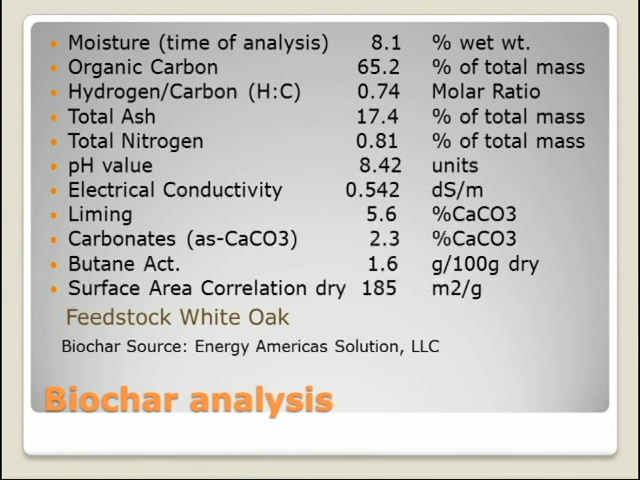 Moisture (time of analysis) 8.1 % wet wt.
Organic Carbon 65.2 % of total mass
Hydrogen/Carbon (H:C) 0.74 Molar Ratio
Total Ash 17.4 % of total mass
Total Nitrogen 0.81 % of total mass
pH value 8.42 units
Electrical Conductivity 0.542 dS/m
Liming 5.6 %CaCO3
Carbonates (as-CaCO3) 2.3 %CaCO3
Butane Act. 1.6 g/100g dry
Surface Area Correlation dry 185 m2/g
Feedstock White Oak
Biochar Source: Energy Americas Solution, LLC
Biochar analysis